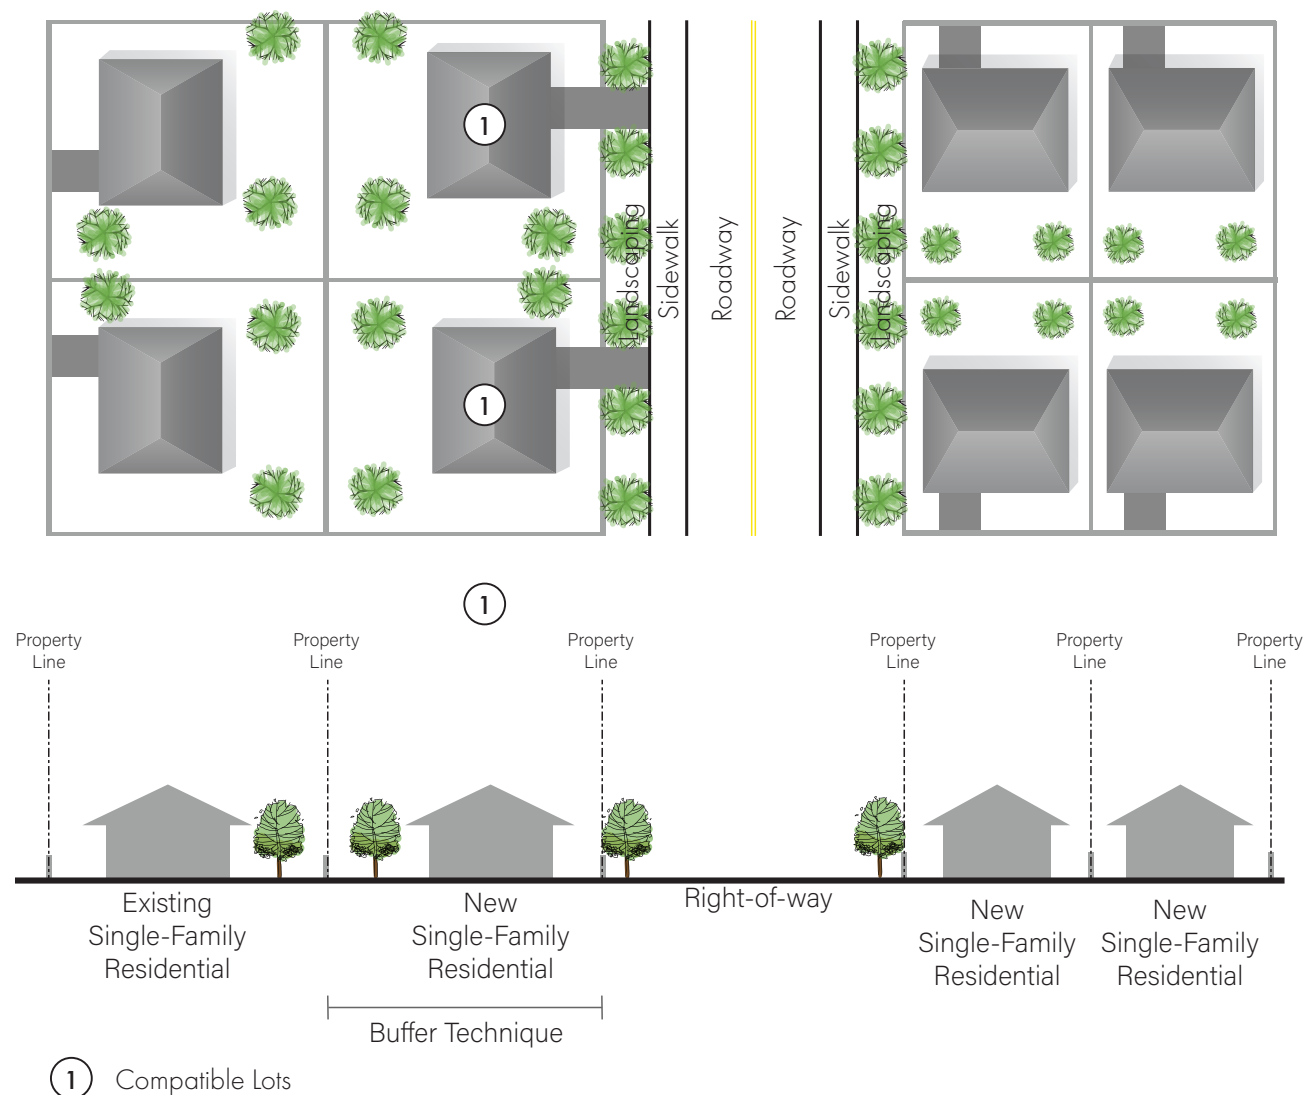 1
1
Landscaping
Sidewalk
Roadway
Roadway
Sidewalk
Landscaping
1
Property
Line
Property
Line
Property
Line
Property
Line
Property
Line
Property
Line
Existing
Single-Family
Residential
New
Single-Family
Residential
Right-of-way
New
Single-Family
Residential
New
Single-Family
Residential
Buffer Technique
1 Compatible Lots